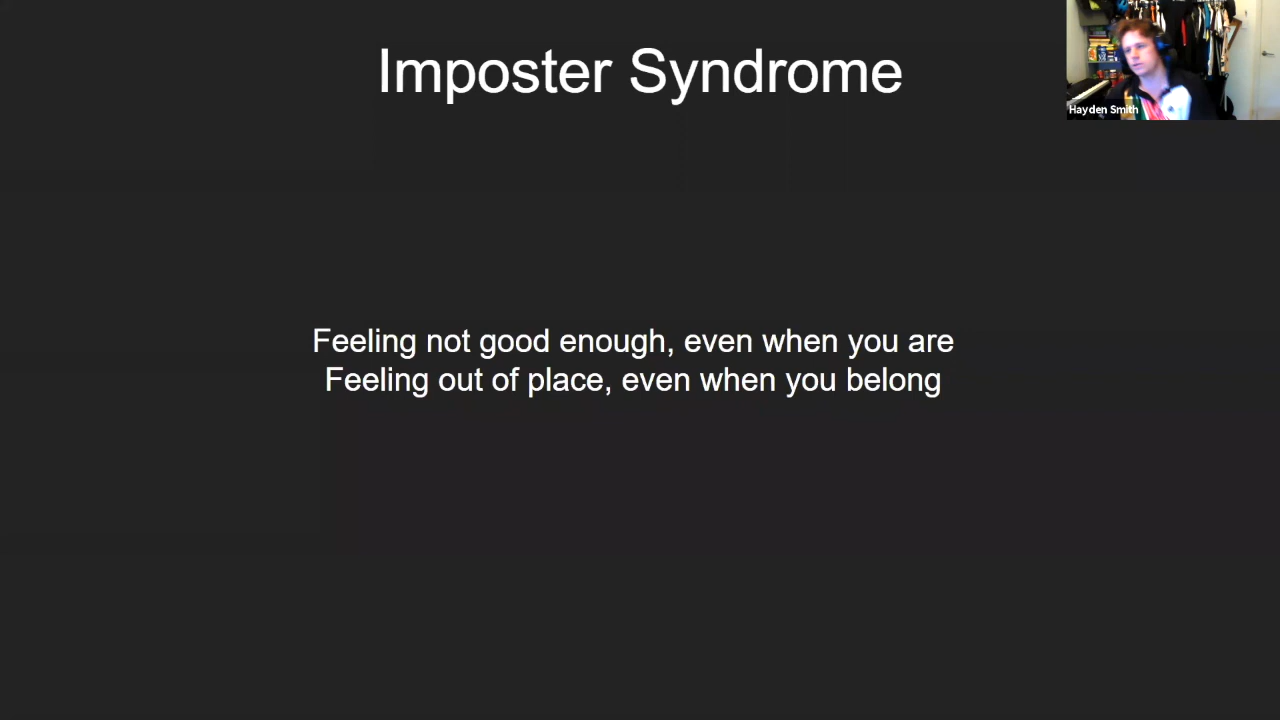 Imposter Syndrome
Hayden Smith
Feeling not good enough, even when you are
Feeling out of place, even when you belong